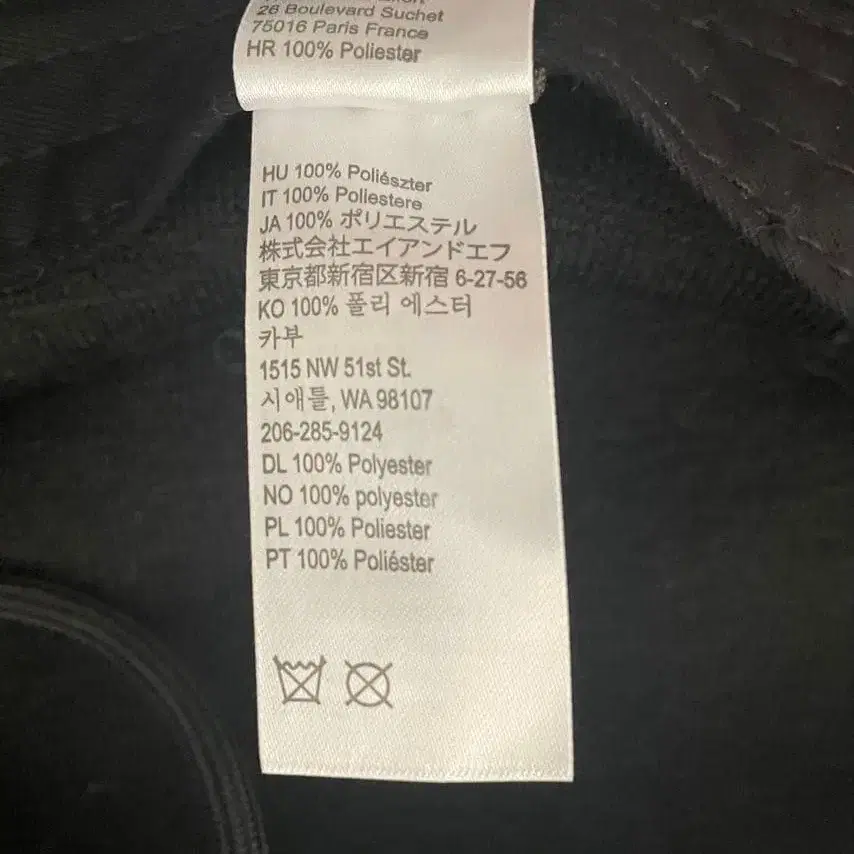 26 Boulevard Suchet
75016 Paris France
HR 100% Poliester
HU 100% Poliészter
IT 100% Poliestere
JA 100% ポリエステル
株式会社エイアンドエフ
東京都新宿区新宿 6-27-56
KO 100% 폴리 에스터
카부
1515 NW 51st St.
시애틀, WA 98107
206-285-9124
DL 100% Polyester
NO 100% polyester
PL 100% Poliester
PT 100% Poliéster